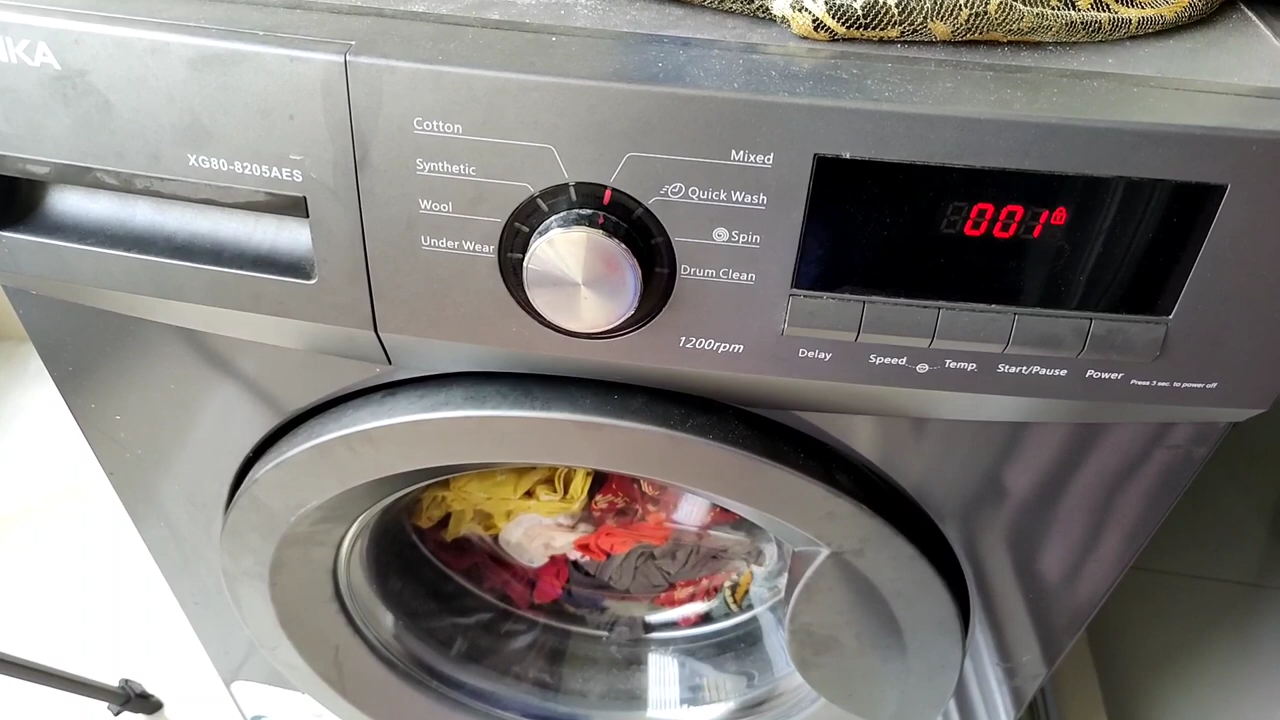 IKA
XG80-8205AES
Cotton
Synthetic
Wool
Under Wear
Mixed
Quick Wash
Spin
Drum Clean
1200rpm
001
Delay
Speed
Temp.
Start/Pause
Power
Press 3 sec. to power off